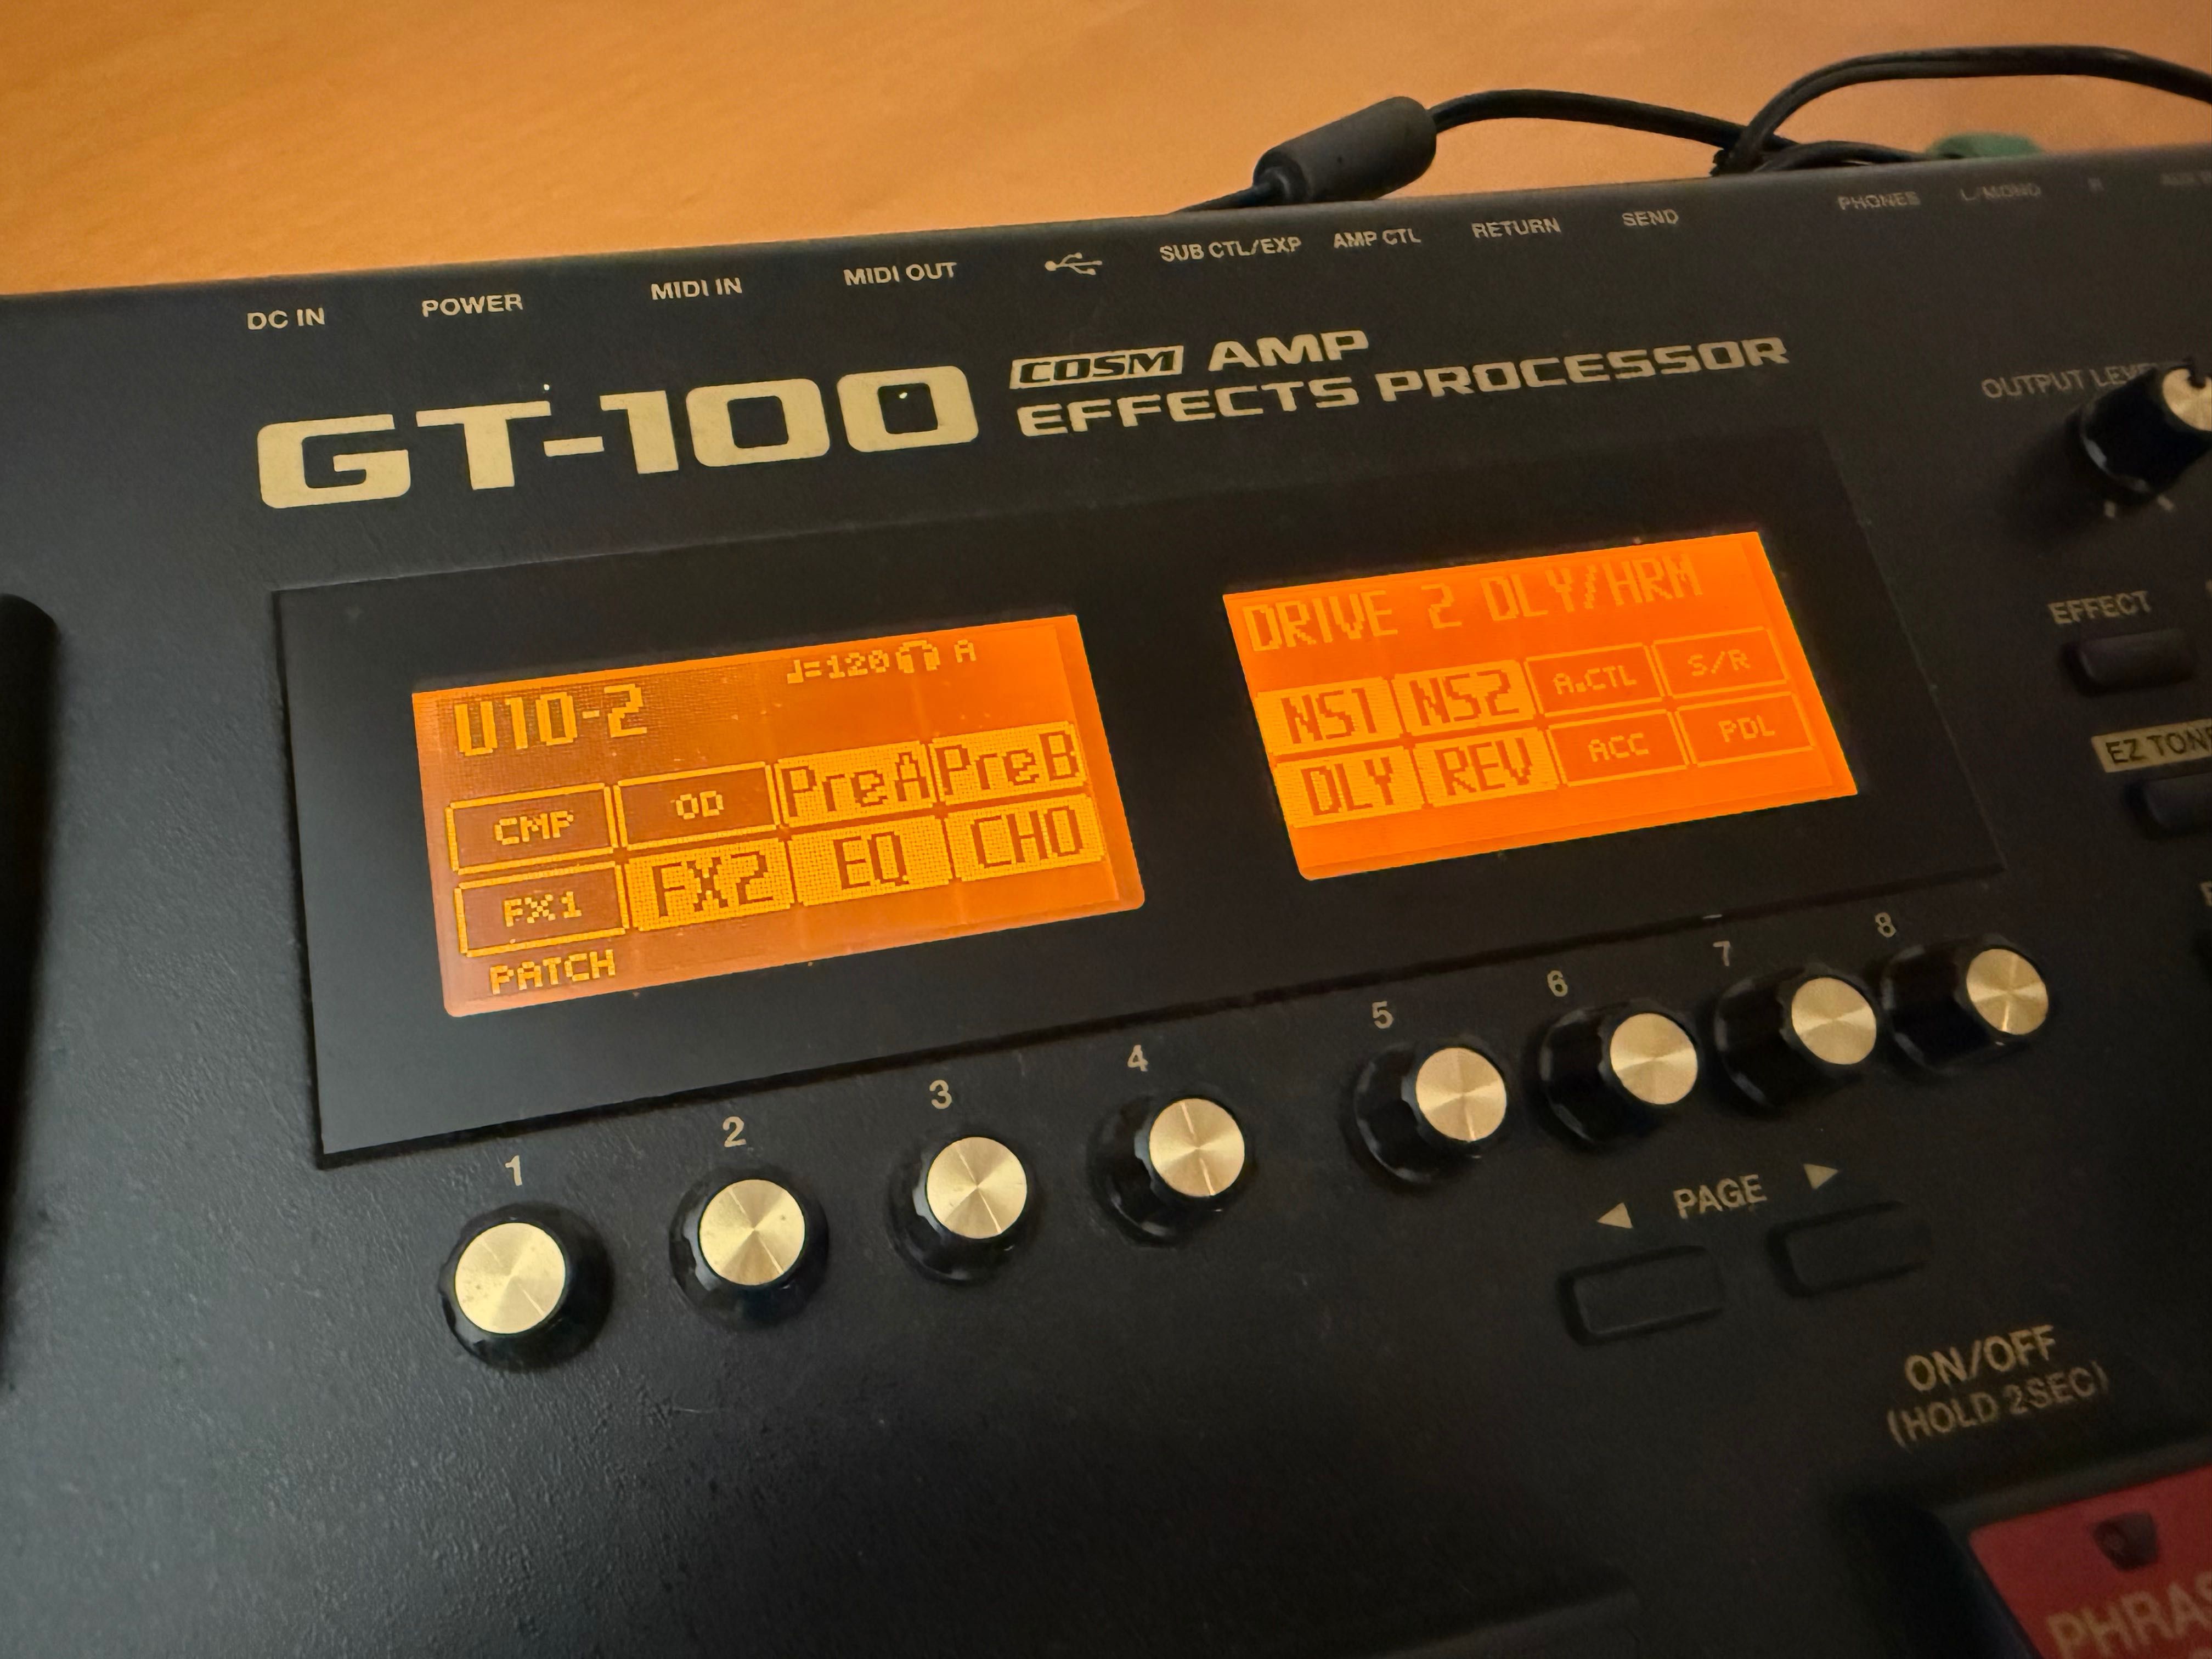 DC IN POWER MIDI IN MIDI OUT SUB CTL/EXP AMP CTL RETURN SEND PHONES L/MONO R
GT-100 COSM AMP
EFFECTS PROCESSOR
OUTPUT LEVEL
EFFECT
EZ TONE
♩=120 A
U10-2
CMP OD PreA PreB
FX1 FX2 EQ CHO
PATCH
DRIVE 2 DLY/HRM
NS1 NS2 A.CTL S/R
DLY REV ACC PDL
1 2 3 4 5 6 7 8
◀ PAGE ▶
ON/OFF
(HOLD 2SEC)
PHRAS